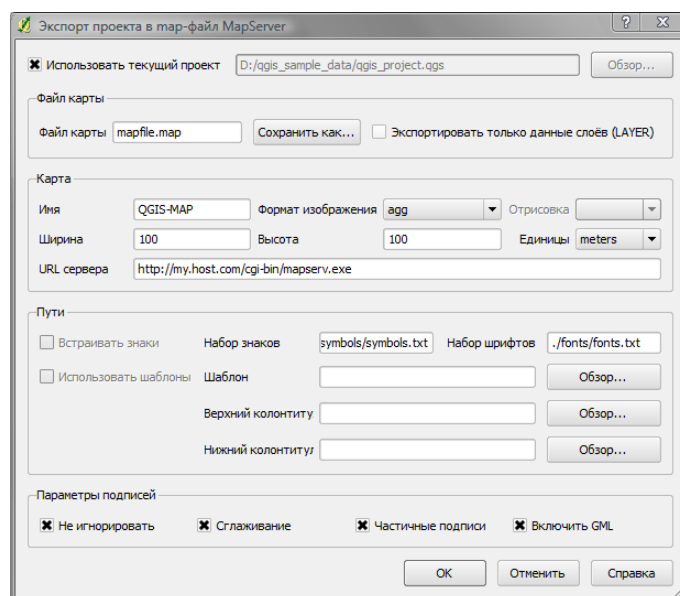 Экспорт проекта в map-файл MapServer
Использовать текущий проект D:/qgis_sample_data/qgis_project.qgs Обзор...
Файл карты
Файл карты mapfile.map Сохранить как... Экспортировать только данные слоёв (LAYER)
Карта
Имя QGIS-MAP Формат изображения agg Отрисовка
Ширина 100 Высота 100 Единицы meters
URL сервера http://my.host.com/cgi-bin/mapserv.exe
Пути
Встраивать знаки Набор знаков symbols/symbols.txt Набор шрифтов ./fonts/fonts.txt
Использовать шаблоны Шаблон Обзор...
Верхний колонтиту Обзор...
Нижний колонтитул Обзор...
Параметры подписей
Не игнорировать Сглаживание Частичные подписи Включить GML
OK Отменить Справка